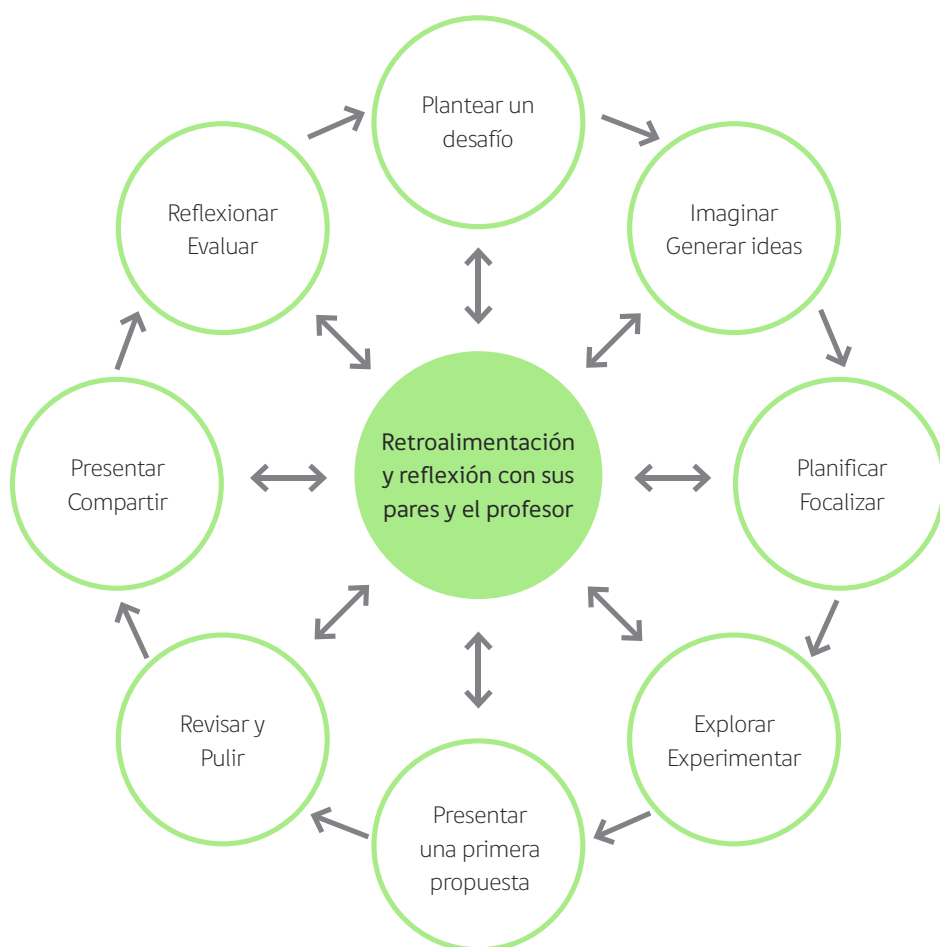 Plantear un
desafío
Imaginar
Generar ideas
Planificar
Focalizar
Explorar
Experimentar
Presentar
una primera
propuesta
Revisar y
Pulir
Presentar
Compartir
Reflexionar
Evaluar
Retroalimentación
y reflexión con sus
pares y el profesor